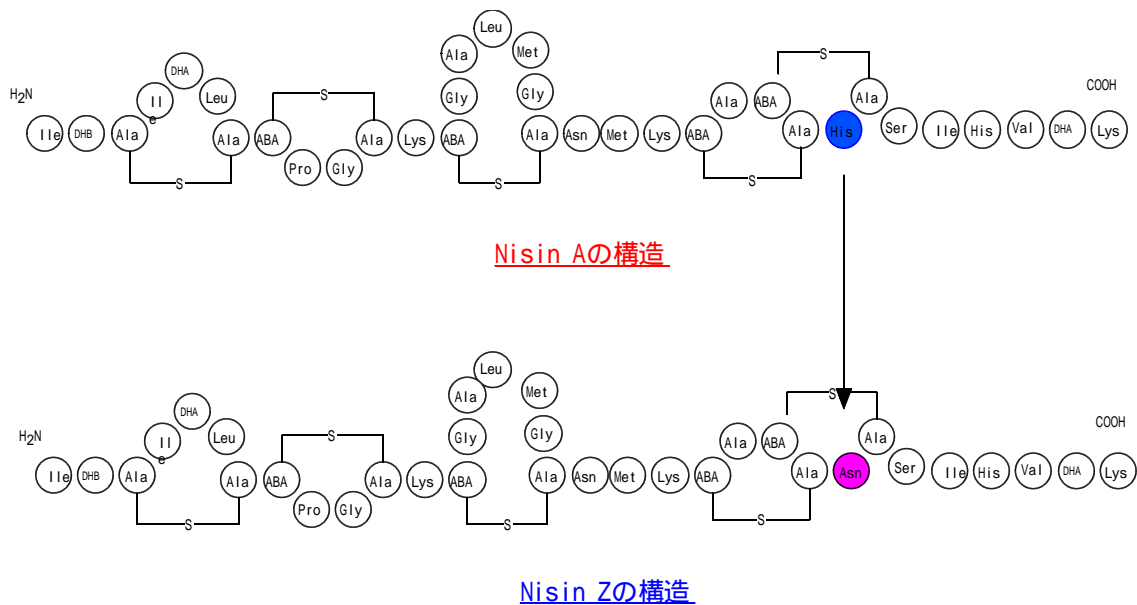 H2N
Ile DHB Ala Ile DHA Leu Ala ABA Pro Gly Ala Lys ABA Gly Ala Leu Met Gly Ala Asn Met Lys ABA Ala ABA Ala His Ala Ser Ile His Val DHA Lys
COOH
S S S S S
Nisin Aの構造
H2N
Ile DHB Ala Ile DHA Leu Ala ABA Pro Gly Ala Lys ABA Gly Ala Leu Met Gly Ala Asn Met Lys ABA Ala ABA Ala Asn Ala Ser Ile His Val DHA Lys
COOH
S S S S S
Nisin Zの構造